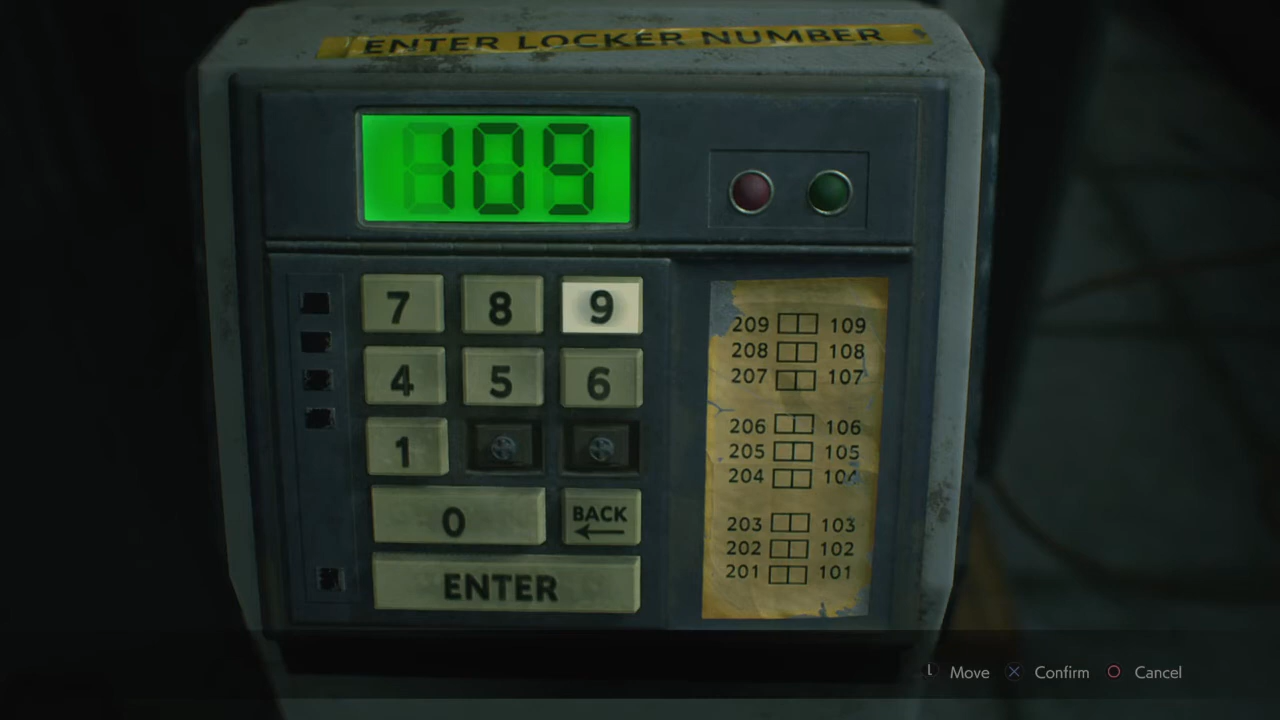 ENTER LOCKER NUMBER
109
7 8 9
4 5 6
1
0 BACK
ENTER
209 109
208 108
207 107
206 106
205 105
204 104
203 103
202 102
201 101
L Move X Confirm O Cancel